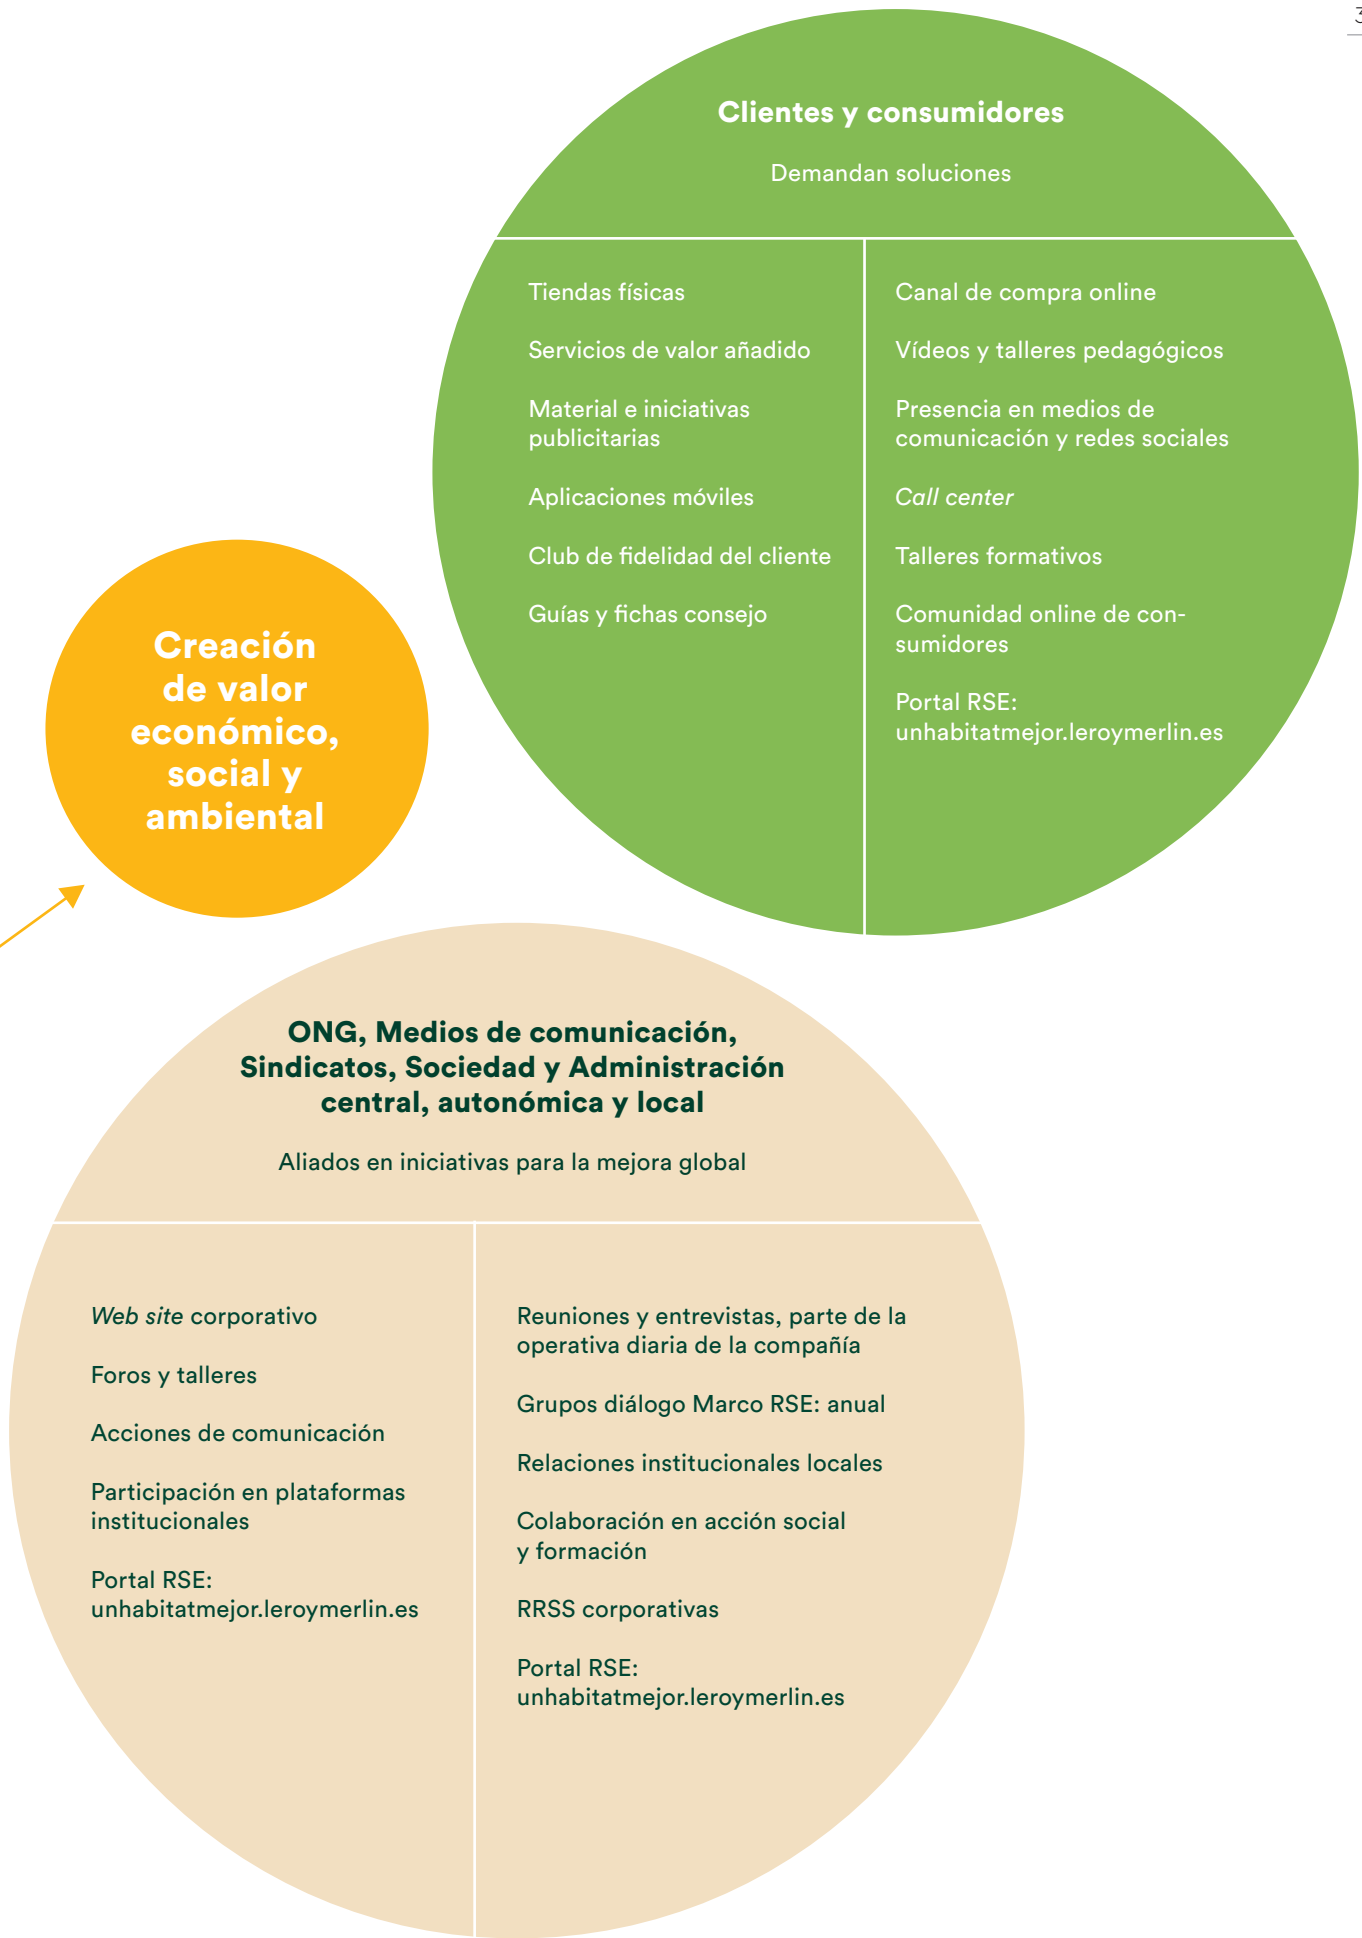 3
Clientes y consumidores
Demandan soluciones
Tiendas físicas
Servicios de valor añadido
Material e iniciativas
publicitarias
Aplicaciones móviles
Club de fidelidad del cliente
Guías y fichas consejo
Canal de compra online
Vídeos y talleres pedagógicos
Presencia en medios de
comunicación y redes sociales
Call center
Talleres formativos
Comunidad online de con-
sumidores
Portal RSE:
unhabitatmejor.leroymerlin.es
Creación
de valor
económico,
social y
ambiental
ONG, Medios de comunicación,
Sindicatos, Sociedad y Administración
central, autonómica y local
Aliados en iniciativas para la mejora global
Web site corporativo
Foros y talleres
Acciones de comunicación
Participación en plataformas
institucionales
Portal RSE:
unhabitatmejor.leroymerlin.es
Reuniones y entrevistas, parte de la
operativa diaria de la compañía
Grupos diálogo Marco RSE: anual
Relaciones institucionales locales
Colaboración en acción social
y formación
RRSS corporativas
Portal RSE:
unhabitatmejor.leroymerlin.es